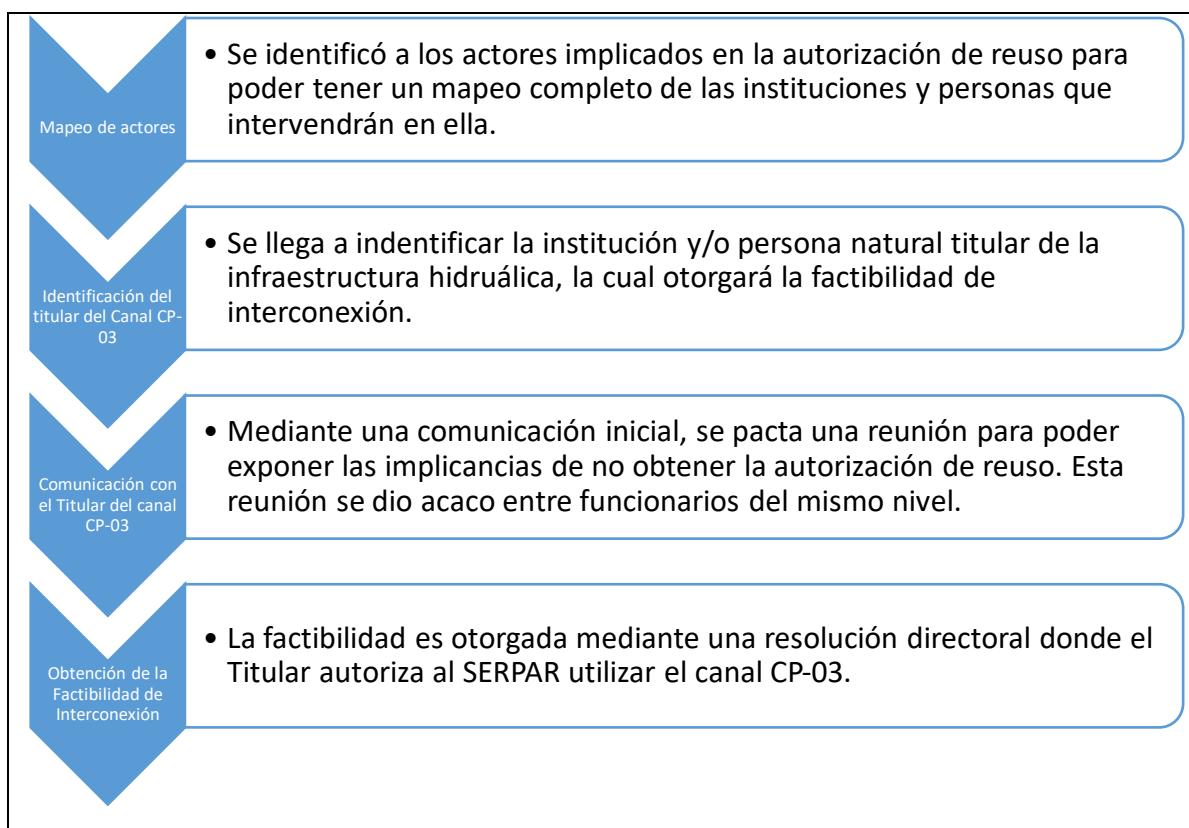 Mapeo de actores
• Se identificó a los actores implicados en la autorización de reuso para
poder tener un mapeo completo de las instituciones y personas que
intervendrán en ella.
Identificación del
titular del Canal CP-
03
• Se llega a indentificar la institución y/o persona natural titular de la
infraestructura hidruálica, la cual otorgará la factibilidad de
interconexión.
Comunicación con
el Titular del canal
CP-03
• Mediante una comunicación inicial, se pacta una reunión para poder
exponer las implicancias de no obtener la autorización de reuso. Esta
reunión se dio acaco entre funcionarios del mismo nivel.
Obtención de la
Factibilidad de
Interconexión
• La factibilidad es otorgada mediante una resolución directoral donde el
Titular autoriza al SERPAR utilizar el canal CP-03.